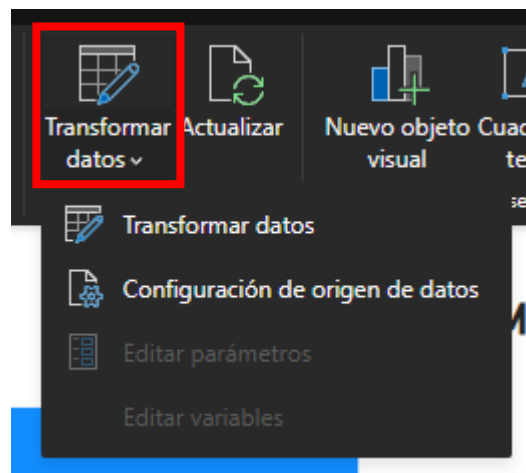 Transformar
datos
Actualizar
Nuevo objeto
visual
Transformar datos
Configuración de origen de datos
Editar parámetros
Editar variables